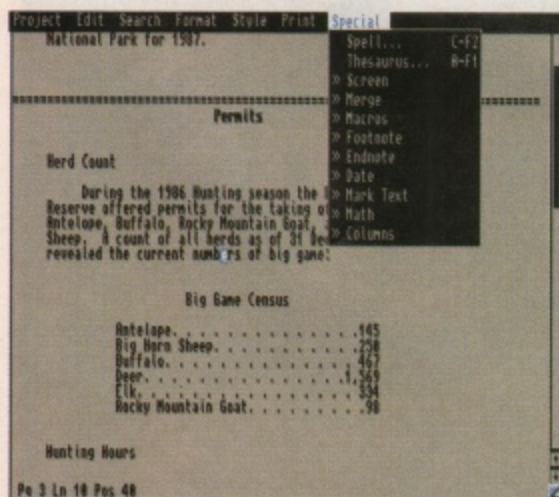 Project Edit Search Format Style Print Special
National Park for 1987.
Spell... C-F2
Thesaurus... A-F1
» Screen
» Merge
» Macros
» Footnote
» Endnote
» Date
» Mark Text
» Math
» Columns
Permits
Herd Count
During the 1986 Hunting season the
Reserve offered permits for the taking of
Antelope, Buffalo, Rocky Mountain Goat,
Sheep. A count of all herds as of 31 Dec
revealed the current numbers of big game:
Big Game Census
Antelope. . . . . . . . . . . . . . .145
Big Horn Sheep. . . . . . . . . . . .250
Buffalo. . . . . . . . . . . . . . . 467
Deer. . . . . . . . . . . . . . . .1,569
Elk. . . . . . . . . . . . . . . . . 334
Rocky Mountain Goat. . . . . . . . . .98
Hunting Hours
Pg 3 Ln 10 Pos 40